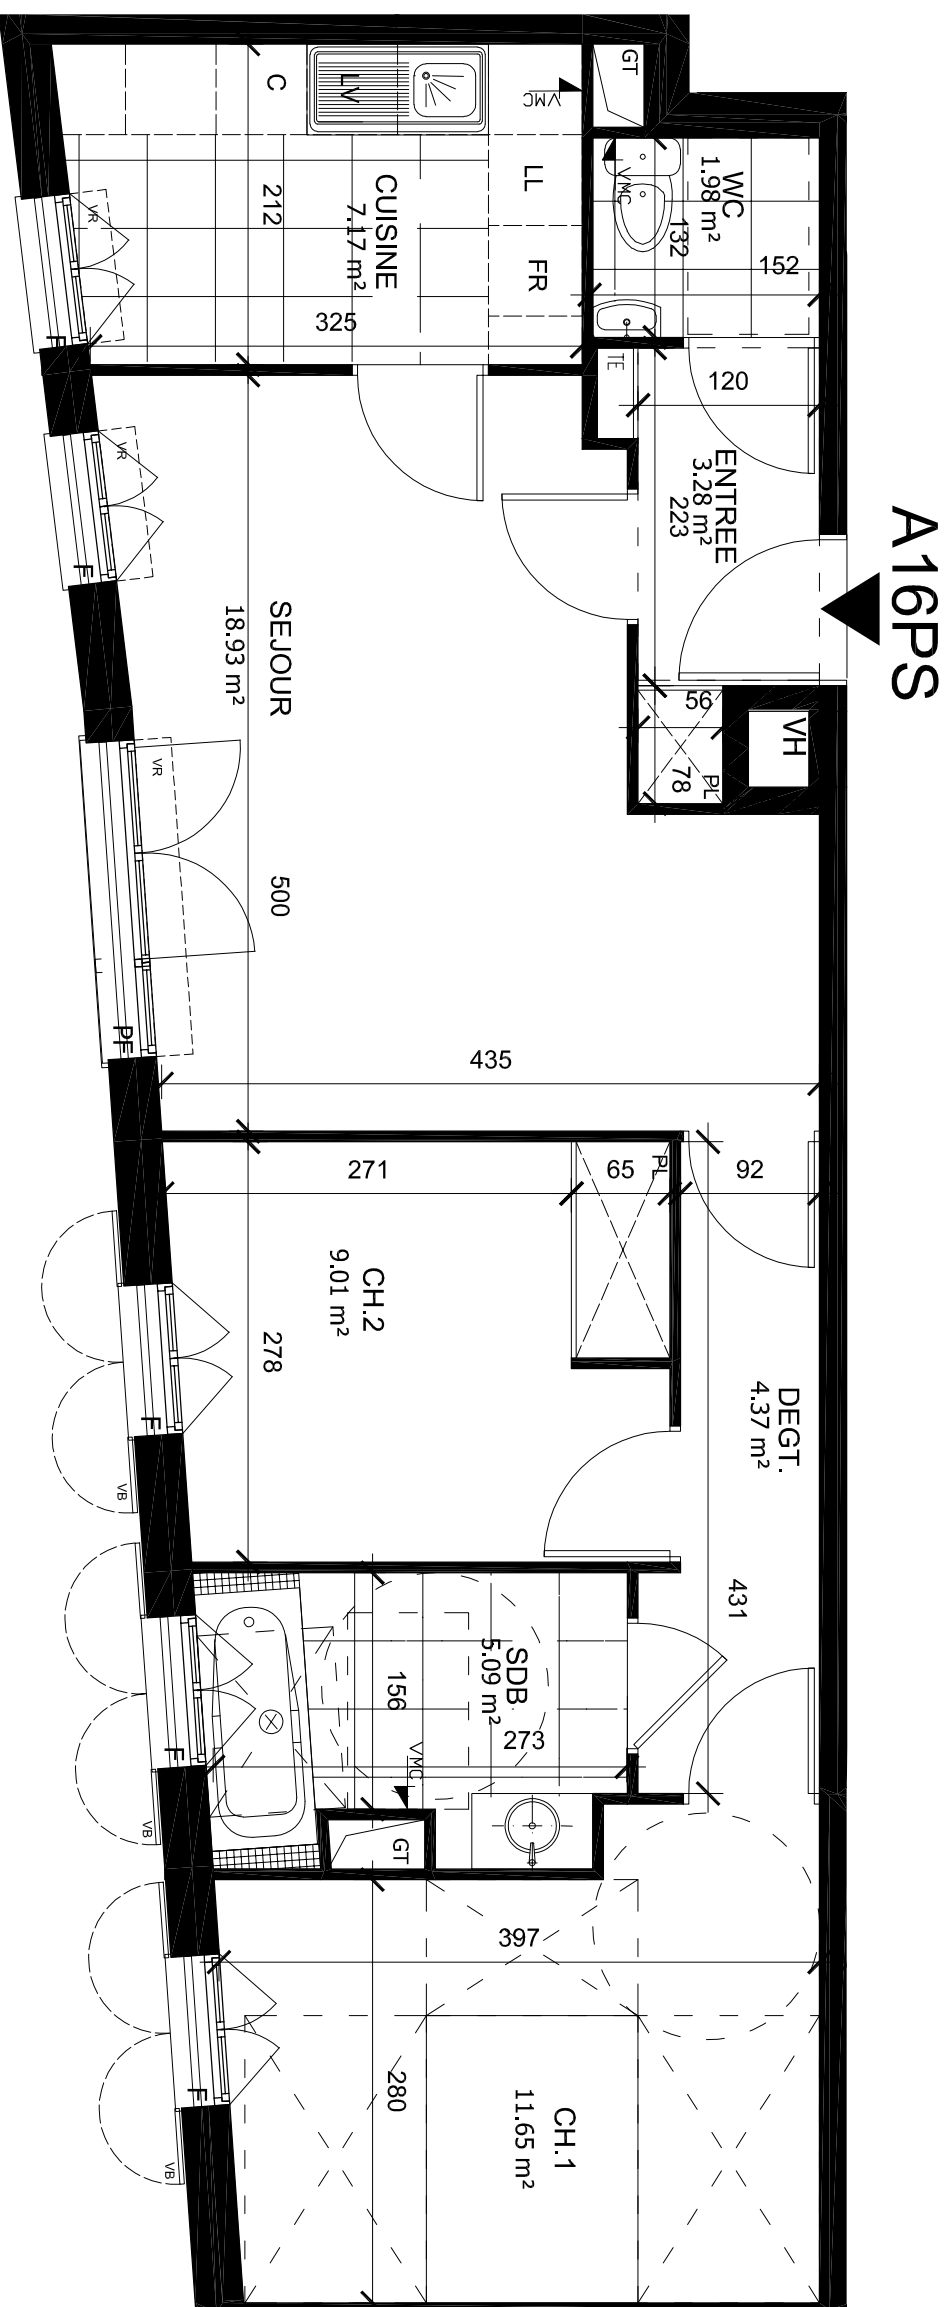 A16PS
GT
C
LV
VMC
LL
FR
CUISINE
7.17 m²
212
325
VR
F
WC
1.98 m²
VMC
132
152
TE
120
ENTREE
3.28 m²
223
VR
F
SEJOUR
18.93 m²
56
78
PL
VH
VR
PF
500
435
271
65
PL
92
CH.2
9.01 m²
278
F
VB
DEGT.
4.37 m²
431
SDB
5.09 m²
156
273
VMC
GT
F
VB
397
280
CH.1
11.65 m²
F
VB